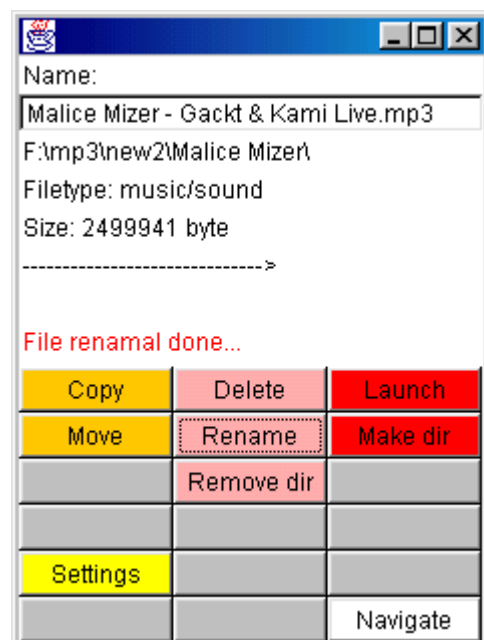 Name:
Malice Mizer - Gackt & Kami Live.mp3
F:\mp3\new2\Malice Mizer\
Filetype: music/sound
Size: 2499941 byte
------------------------------>
File renamal done...
Copy Delete Launch
Move Rename Make dir
Remove dir
Settings
Navigate